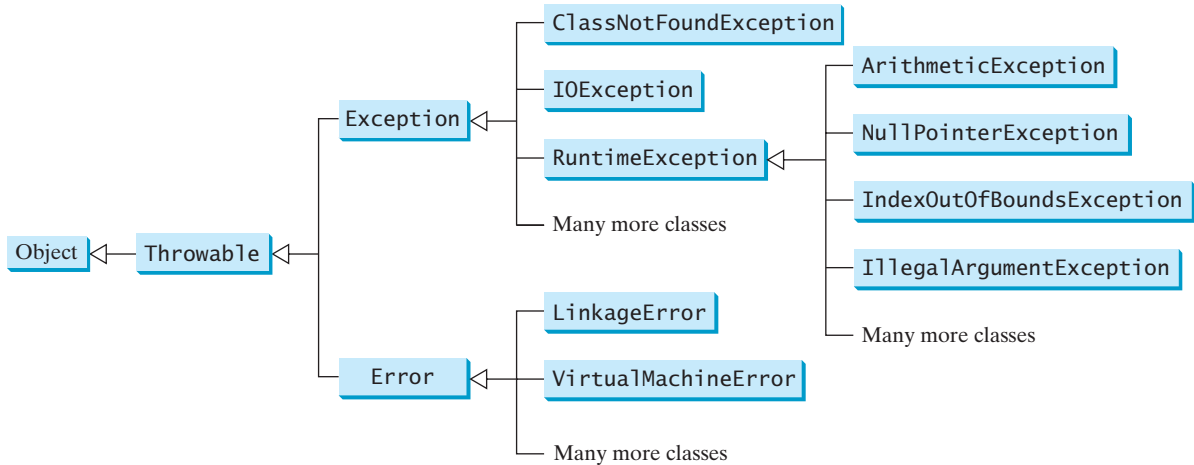 ClassNotFoundException
ArithmeticException
IOException
Exception
NullPointerException
RuntimeException
IndexOutOfBoundsException
Many more classes
Object
Throwable
IllegalArgumentException
LinkageError
Many more classes
Error
VirtualMachineError
Many more classes